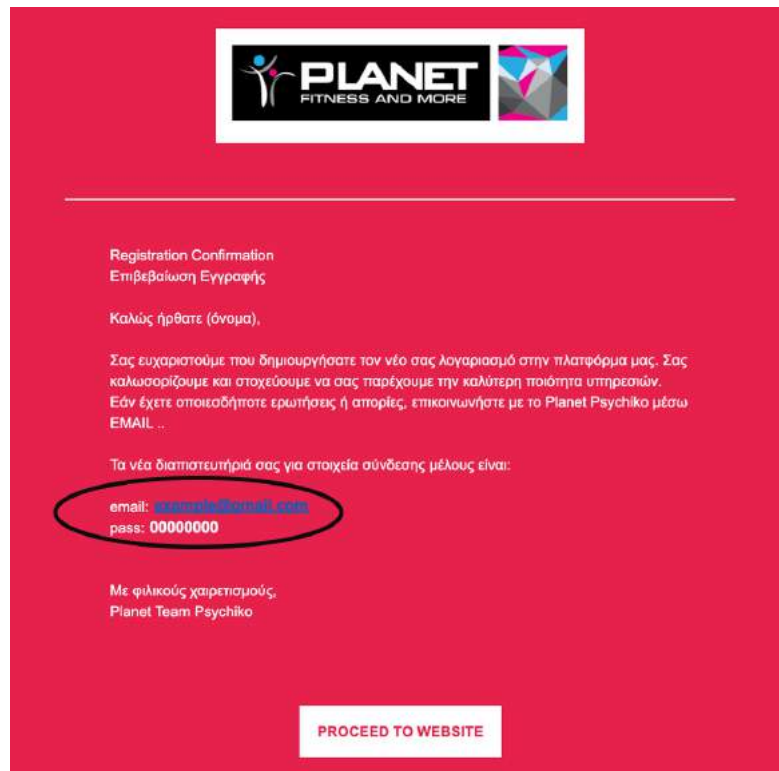 PLANET
FITNESS AND MORE
Registration Confirmation
Επιβεβαίωση Εγγραφής
Καλώς ήρθατε (όνομα),
Σας ευχαριστούμε που δημιουργήσατε τον νέο σας λογαριασμό στην πλατφόρμα μας. Σας
καλωσορίζουμε και στοχεύουμε να σας παρέχουμε την καλύτερη ποιότητα υπηρεσιών.
Εάν έχετε οποιεσδήποτε ερωτήσεις ή απορίες, επικοινωνήστε με το Planet Psychiko μέσω
EMAIL ..
Τα νέα διαπιστευτήριά σας για στοιχεία σύνδεσης μέλους είναι:
email: example@gmail.com
pass: 00000000
Με φιλικούς χαιρετισμούς,
Planet Team Psychiko
PROCEED TO WEBSITE